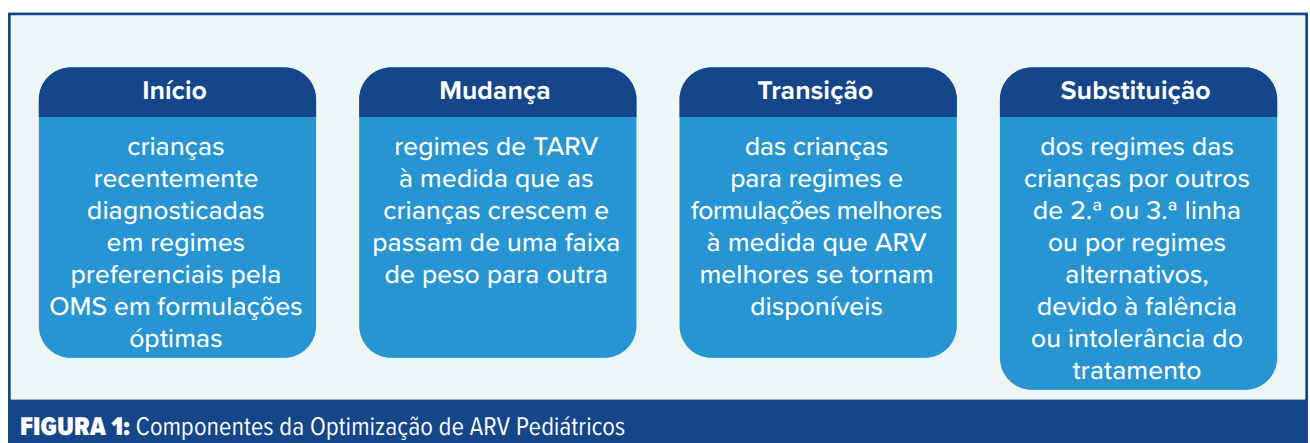 Início
crianças
recentemente
diagnosticadas
em regimes
preferenciais pela
OMS em formulações
óptimas
Mudança
regimes de TARV
à medida que as
crianças crescem e
passam de uma faixa
de peso para outra
Transição
das crianças
para regimes e
formulações melhores
à medida que ARV
melhores se tornam
disponíveis
Substituição
dos regimes das
crianças por outros
de 2.ª ou 3.ª linha
ou por regimes
alternativos,
devido à falência
ou intolerância do
tratamento
FIGURA 1: Componentes da Optimização de ARV Pediátricos